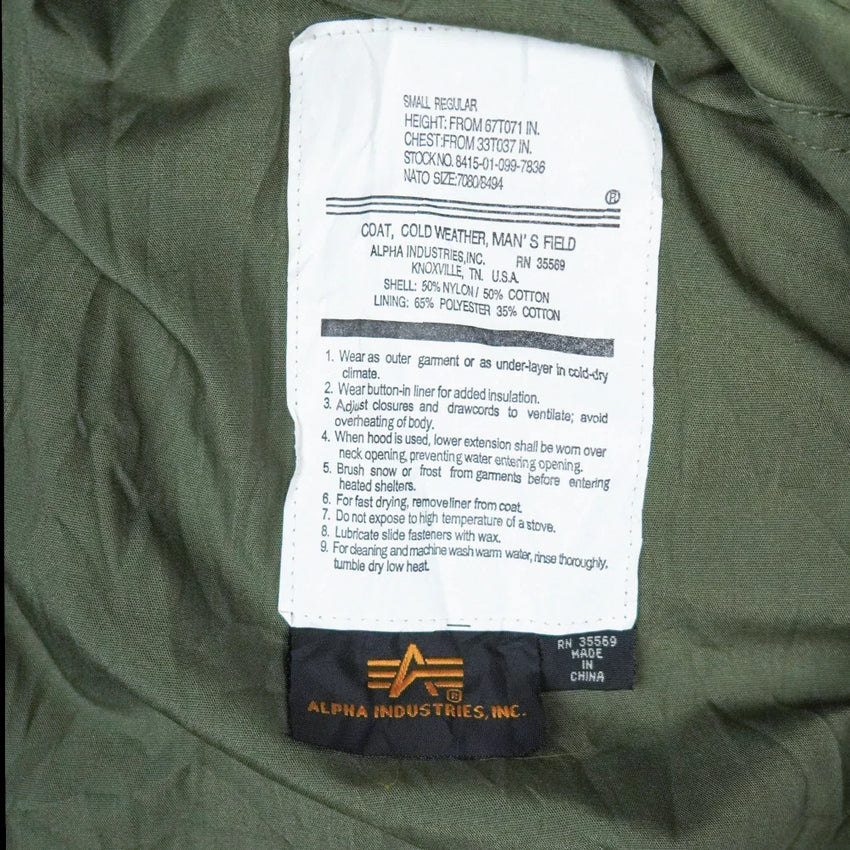 SMALL REGULAR
HEIGHT: FROM 67T071 IN.
CHEST:FROM 33T037 IN.
STOCK NO. 8415-01-099-7836
NATO SIZE:7080/8494
®
COAT, COLD WEATHER, MAN'S FIELD
ALPHA INDUSTRIES,INC. RN 35569
KNOXVILLE, TN. U.S.A.
SHELL: 50% NYLON / 50% COTTON
LINING: 65% POLYESTER 35% COTTON
1. Wear as outer garment or as under-layer in cold-dry
climate.
2. Wear button-in liner for added insulation.
3. Adjust closures and drawcords to ventilate; avoid
overheating of body.
4. When hood is used, lower extension shall be worn over
neck opening, preventing water entering opening.
5. Brush snow or frost from garments before entering
heated shelters.
6. For fast drying, remove liner from coat.
7. Do not expose to high temperature of a stove.
8. Lubricate slide fasteners with wax.
9. For cleaning and machine wash warm water, rinse thoroughly,
tumble dry low heat.
®
ALPHA INDUSTRIES, INC.
RN 35569
MADE
IN
CHINA